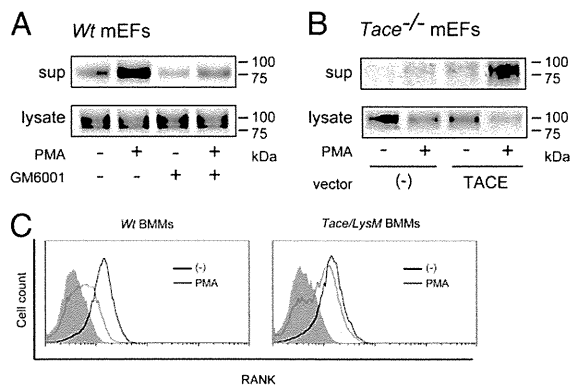 A
Wt mEFs
sup
100
75
lysate
100
75
PMA - + - +
kDa
GM6001 - - + +
B
Tace-/- mEFs
sup
100
75
lysate
100
75
PMA - + - +
kDa
vector (-) TACE
C
Wt BMMs
Tace/LysM BMMs
Cell count
(-)
PMA
(-)
PMA
RANK